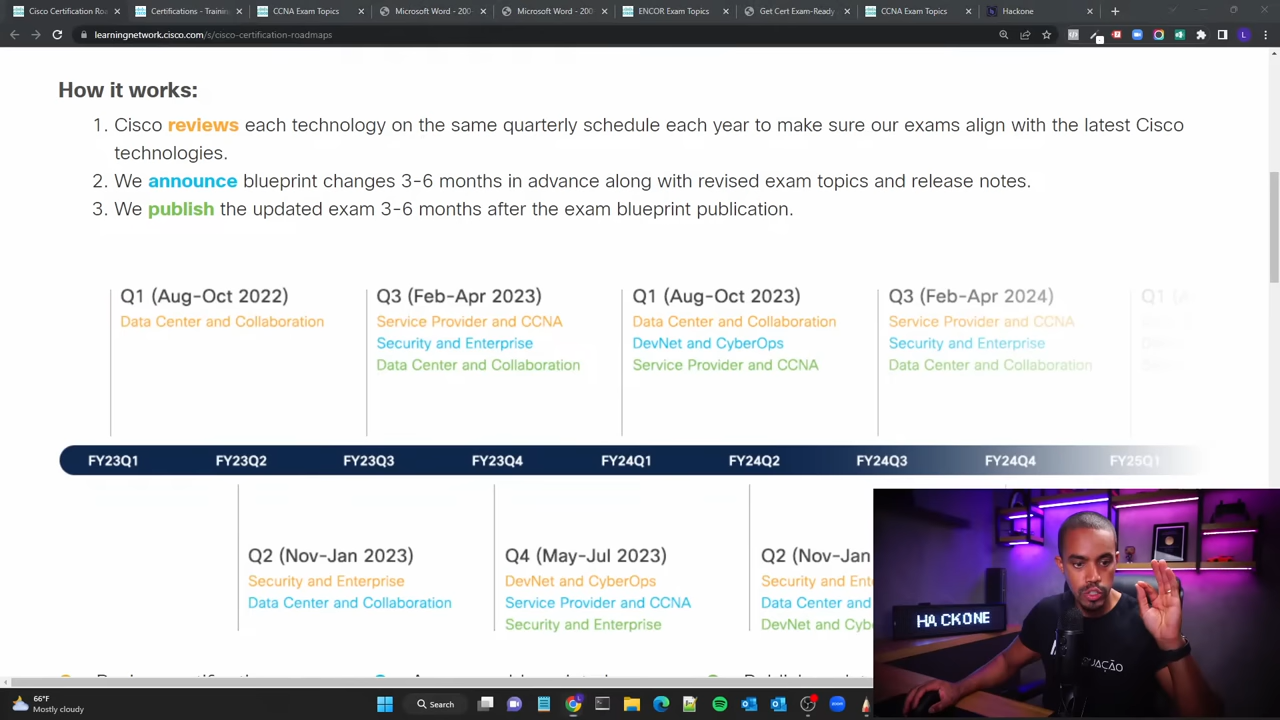 Cisco Certification Roa
Certifications - Training
CCNA Exam Topics
Microsoft Word - 200
Microsoft Word - 200
ENCOR Exam Topics
Get Cert Exam-Ready
CCNA Exam Topics
Hackone
learningnetwork.cisco.com/s/cisco-certification-roadmaps
How it works:
1. Cisco reviews each technology on the same quarterly schedule each year to make sure our exams align with the latest Cisco
technologies.
2. We announce blueprint changes 3-6 months in advance along with revised exam topics and release notes.
3. We publish the updated exam 3-6 months after the exam blueprint publication.
Q1 (Aug-Oct 2022)
Data Center and Collaboration
Q3 (Feb-Apr 2023)
Service Provider and CCNA
Security and Enterprise
Data Center and Collaboration
Q1 (Aug-Oct 2023)
Data Center and Collaboration
DevNet and CyberOps
Service Provider and CCNA
Q3 (Feb-Apr 2024)
Service Provider and CCNA
Security and Enterprise
Data Center and Collaboration
Q1
FY23Q1 FY23Q2 FY23Q3 FY23Q4 FY24Q1 FY24Q2 FY24Q3 FY24Q4 FY25Q1
Q2 (Nov-Jan 2023)
Security and Enterprise
Data Center and Collaboration
Q4 (May-Jul 2023)
DevNet and CyberOps
Service Provider and CCNA
Security and Enterprise
Q2 (Nov-Jan
Security and Ent
Data Center and
DevNet and Cyb
HACKONE
66°F
Mostly cloudy
Search